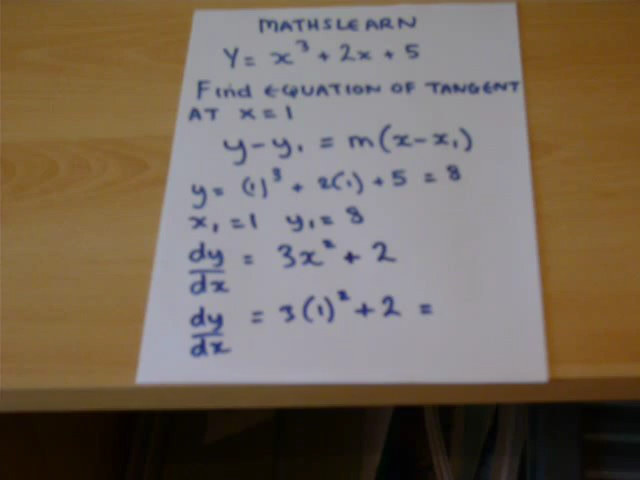 MATHSLEARN
Y = x³ + 2x + 5
Find EQUATION OF TANGENT
AT x = 1
y - y₁ = m(x - x₁)
y = (1)³ + 2(1) + 5 = 8
x₁ = 1 y₁ = 8
dy/dx = 3x² + 2
dy/dx = 3(1)² + 2 =